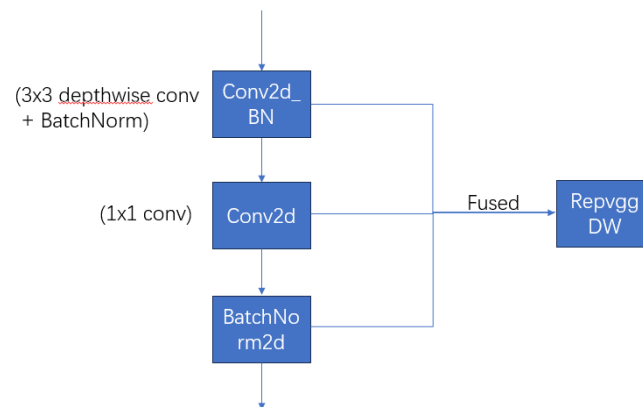 (3x3 depthwise conv
+ BatchNorm)
Conv2d_
BN
(1x1 conv)
Conv2d
Fused
Repvgg
DW
BatchNo
rm2d